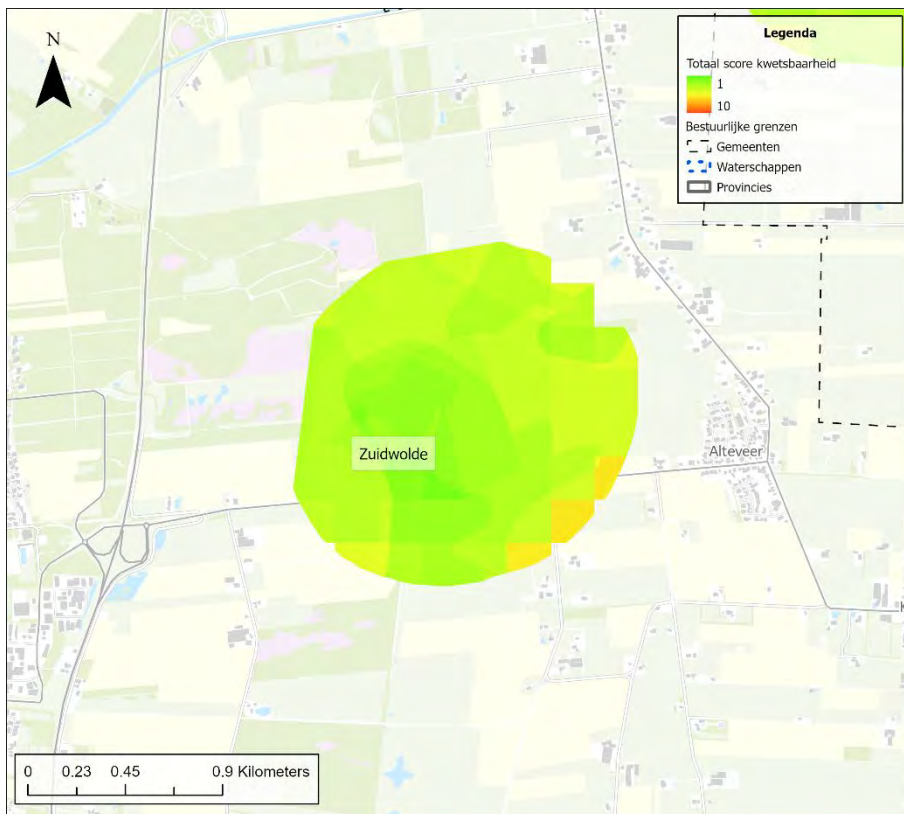 N
Legenda
Totaal score kwetsbaarheid
1
10
Bestuurlijke grenzen
Gemeenten
Waterschappen
Provincies
Zuidwolde
Alteveer
0 0.23 0.45 0.9 Kilometers